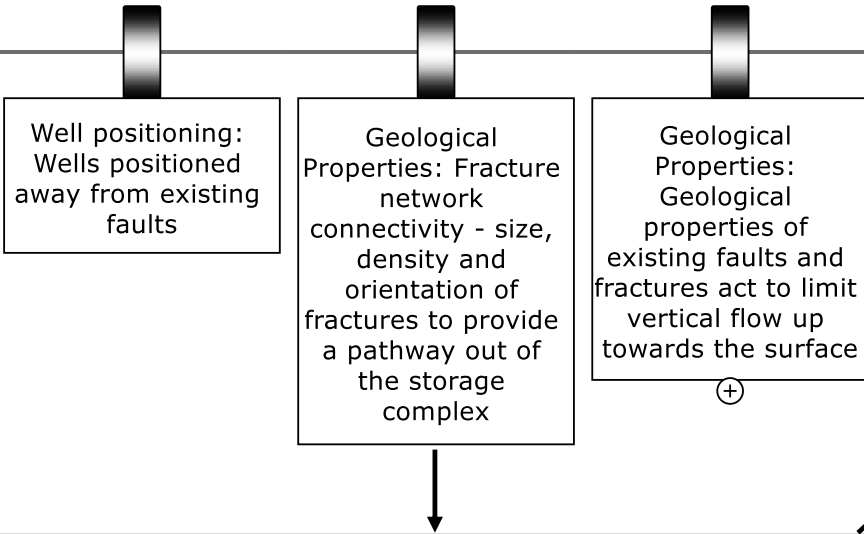 Well positioning:
Wells positioned
away from existing
faults
Geological
Properties: Fracture
network
connectivity - size,
density and
orientation of
fractures to provide
a pathway out of
the storage
complex
Geological
Properties:
Geological
properties of
existing faults and
fractures act to limit
vertical flow up
towards the surface